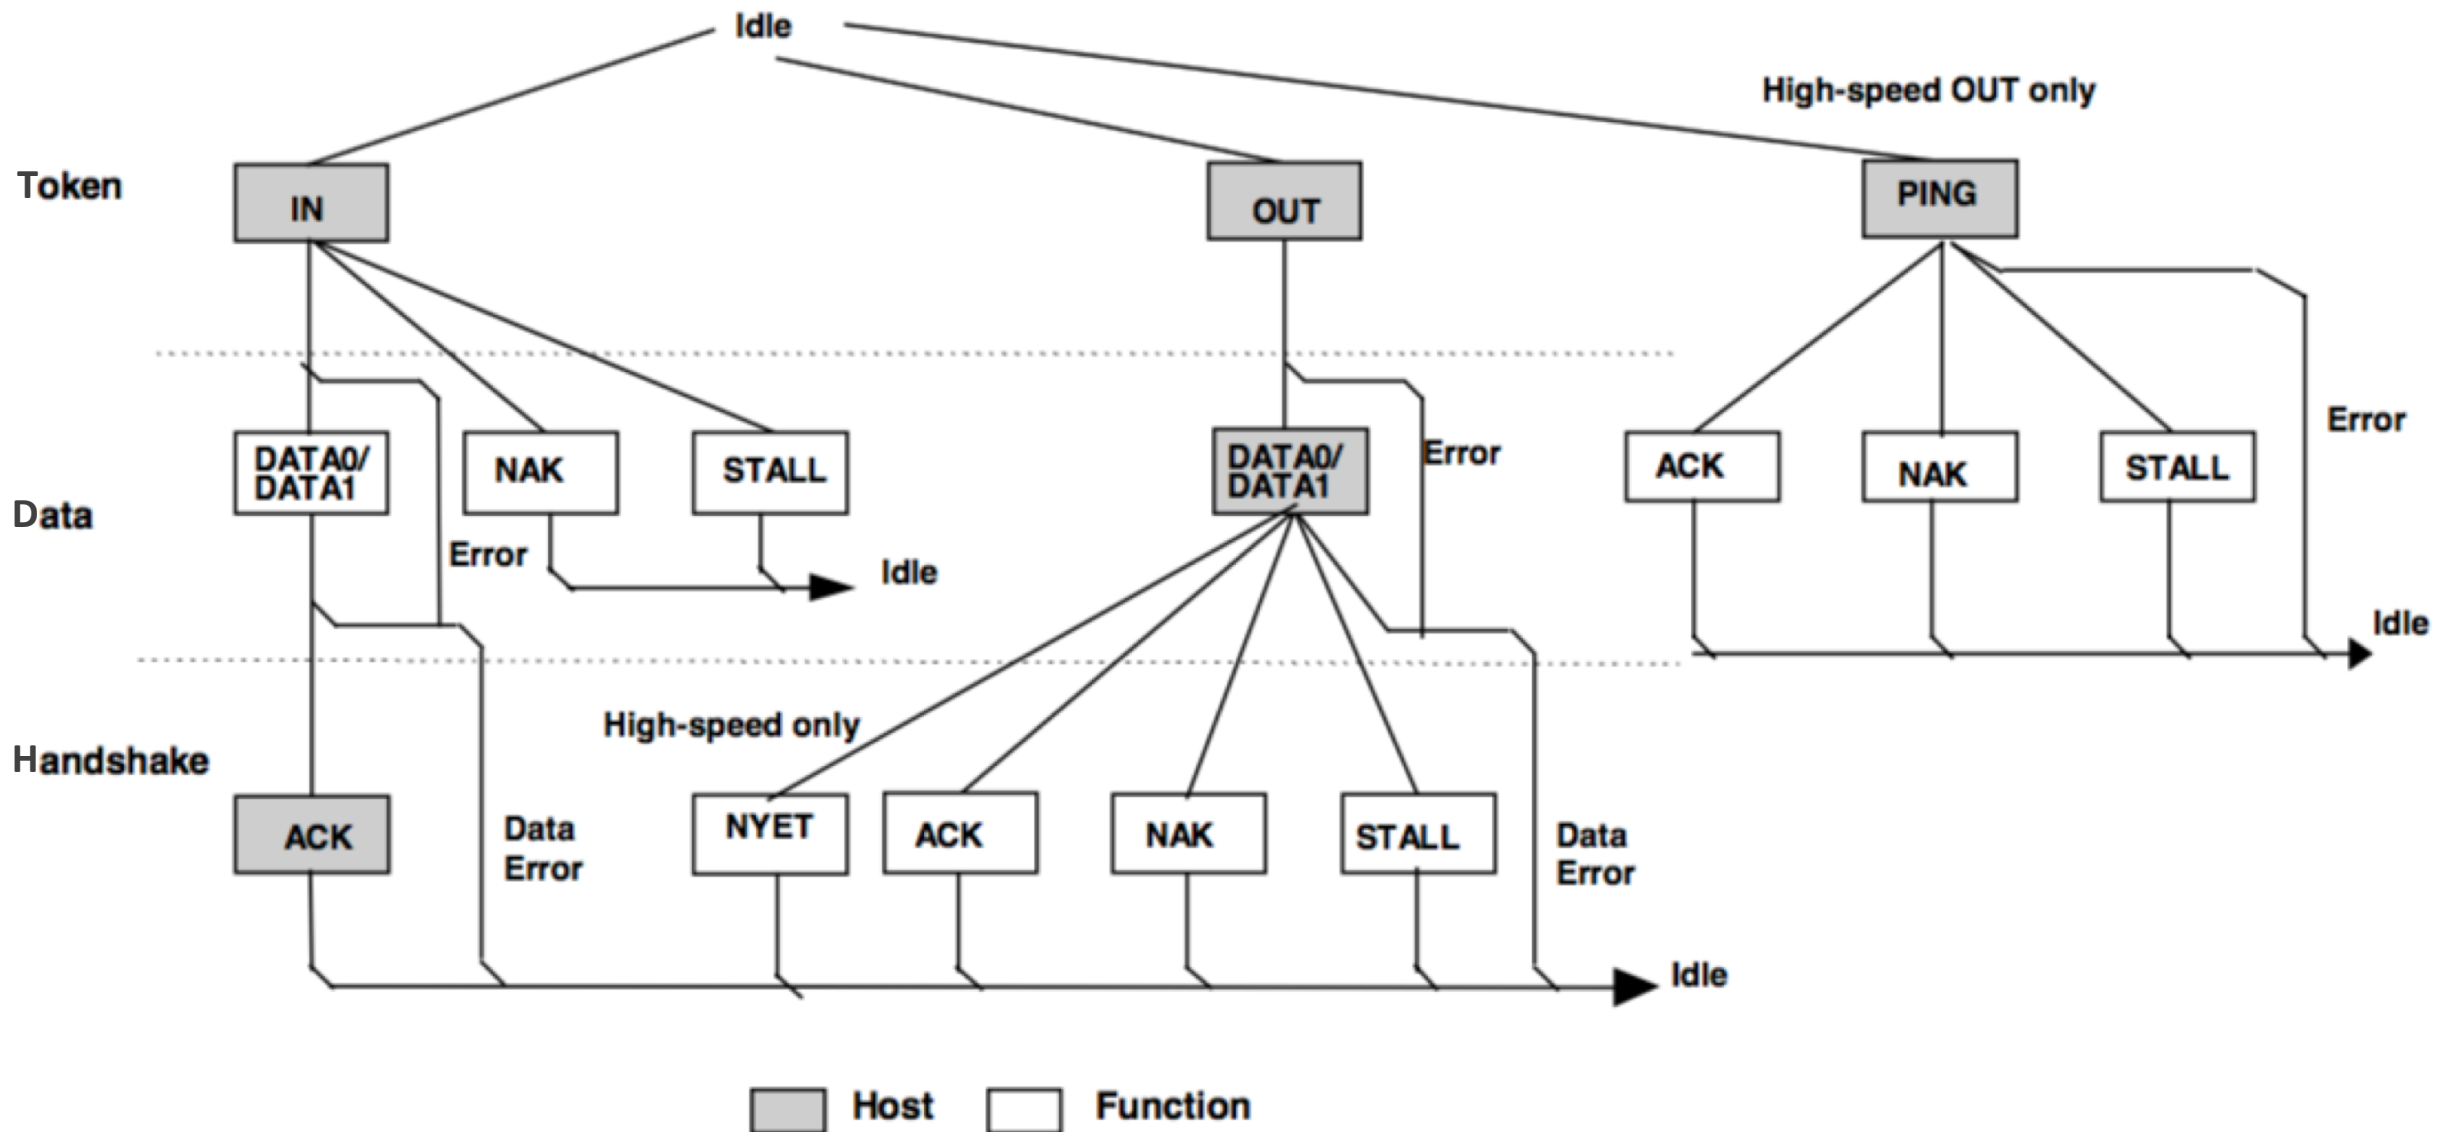 Idle
High-speed OUT only
Token
IN
OUT
PING
DATA0/
DATA1
NAK
STALL
DATA0/
DATA1
Error
ACK
NAK
STALL
Error
Data
Error
Idle
Idle
High-speed only
Handshake
ACK
Data
Error
NYET
ACK
NAK
STALL
Data
Error
Idle
Host
Function